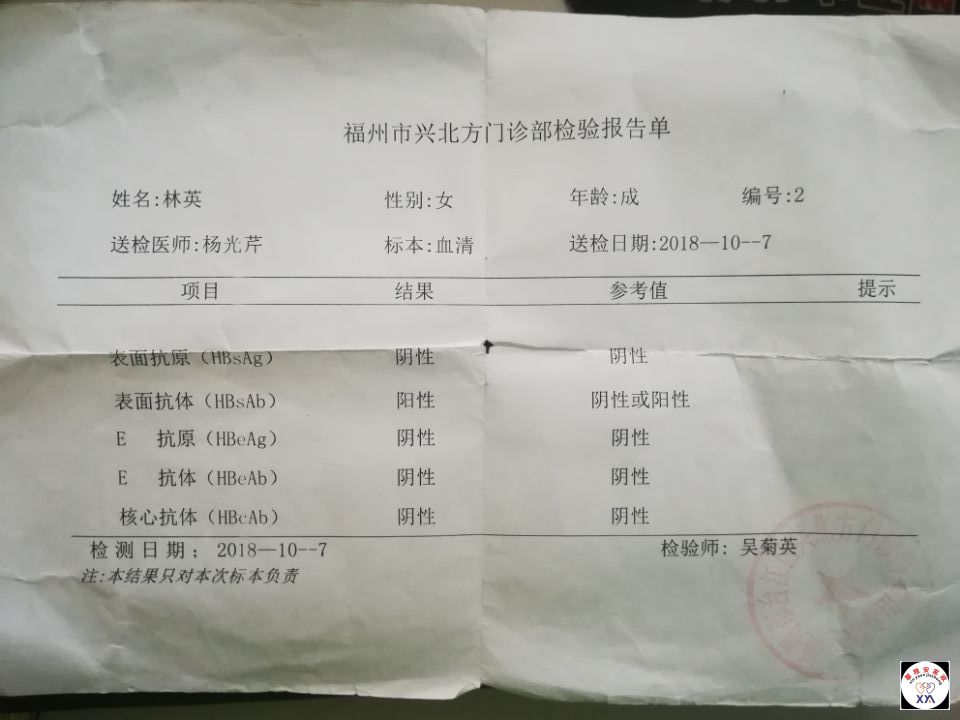 福州市兴北方门诊部检验报告单
姓名:林英 性别:女 年龄:成 编号:2
送检医师:杨光芹 标本:血清 送检日期:2018—10--7
项目 结果 参考值 提示
表面抗原（HBsAg） 阴性 阴性
表面抗体（HBsAb） 阳性 阴性或阳性
E 抗原（HBeAg） 阴性 阴性
E 抗体（HBeAb） 阴性 阴性
核心抗体（HBcAb） 阴性 阴性
检测日期：2018—10--7 检验师: 吴菊英
注:本结果只对本次标本负责